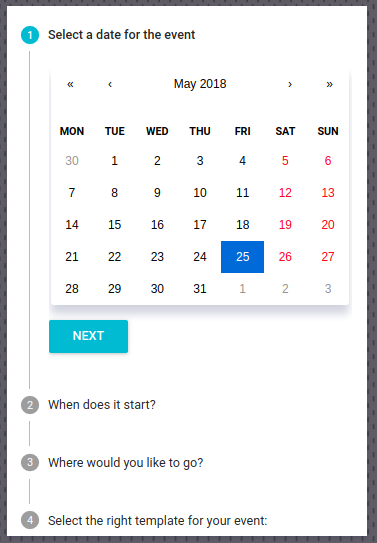 1 Select a date for the event
« ‹ May 2018 › »
MON TUE WED THU FRI SAT SUN
30 1 2 3 4 5 6
7 8 9 10 11 12 13
14 15 16 17 18 19 20
21 22 23 24 25 26 27
28 29 30 31 1 2 3
NEXT
2 When does it start?
3 Where would you like to go?
4 Select the right template for your event: